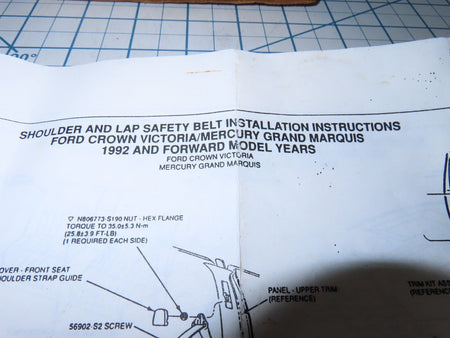 SHOULDER AND LAP SAFETY BELT INSTALLATION INSTRUCTIONS
FORD CROWN VICTORIA/MERCURY GRAND MARQUIS
1992 AND FORWARD MODEL YEARS
FORD CROWN VICTORIA
MERCURY GRAND MARQUIS
N806773-S190 NUT - HEX FLANGE
TORQUE TO 35.0±5.3 N·m
(25.8±3.9 FT-LB)
(1 REQUIRED EACH SIDE)
OVER - FRONT SEAT
HOULDER STRAP GUIDE
56902-S2 SCREW
PANEL - UPPER TRIM
(REFERENCE)
TRIM KIT ASS
(REFERENC